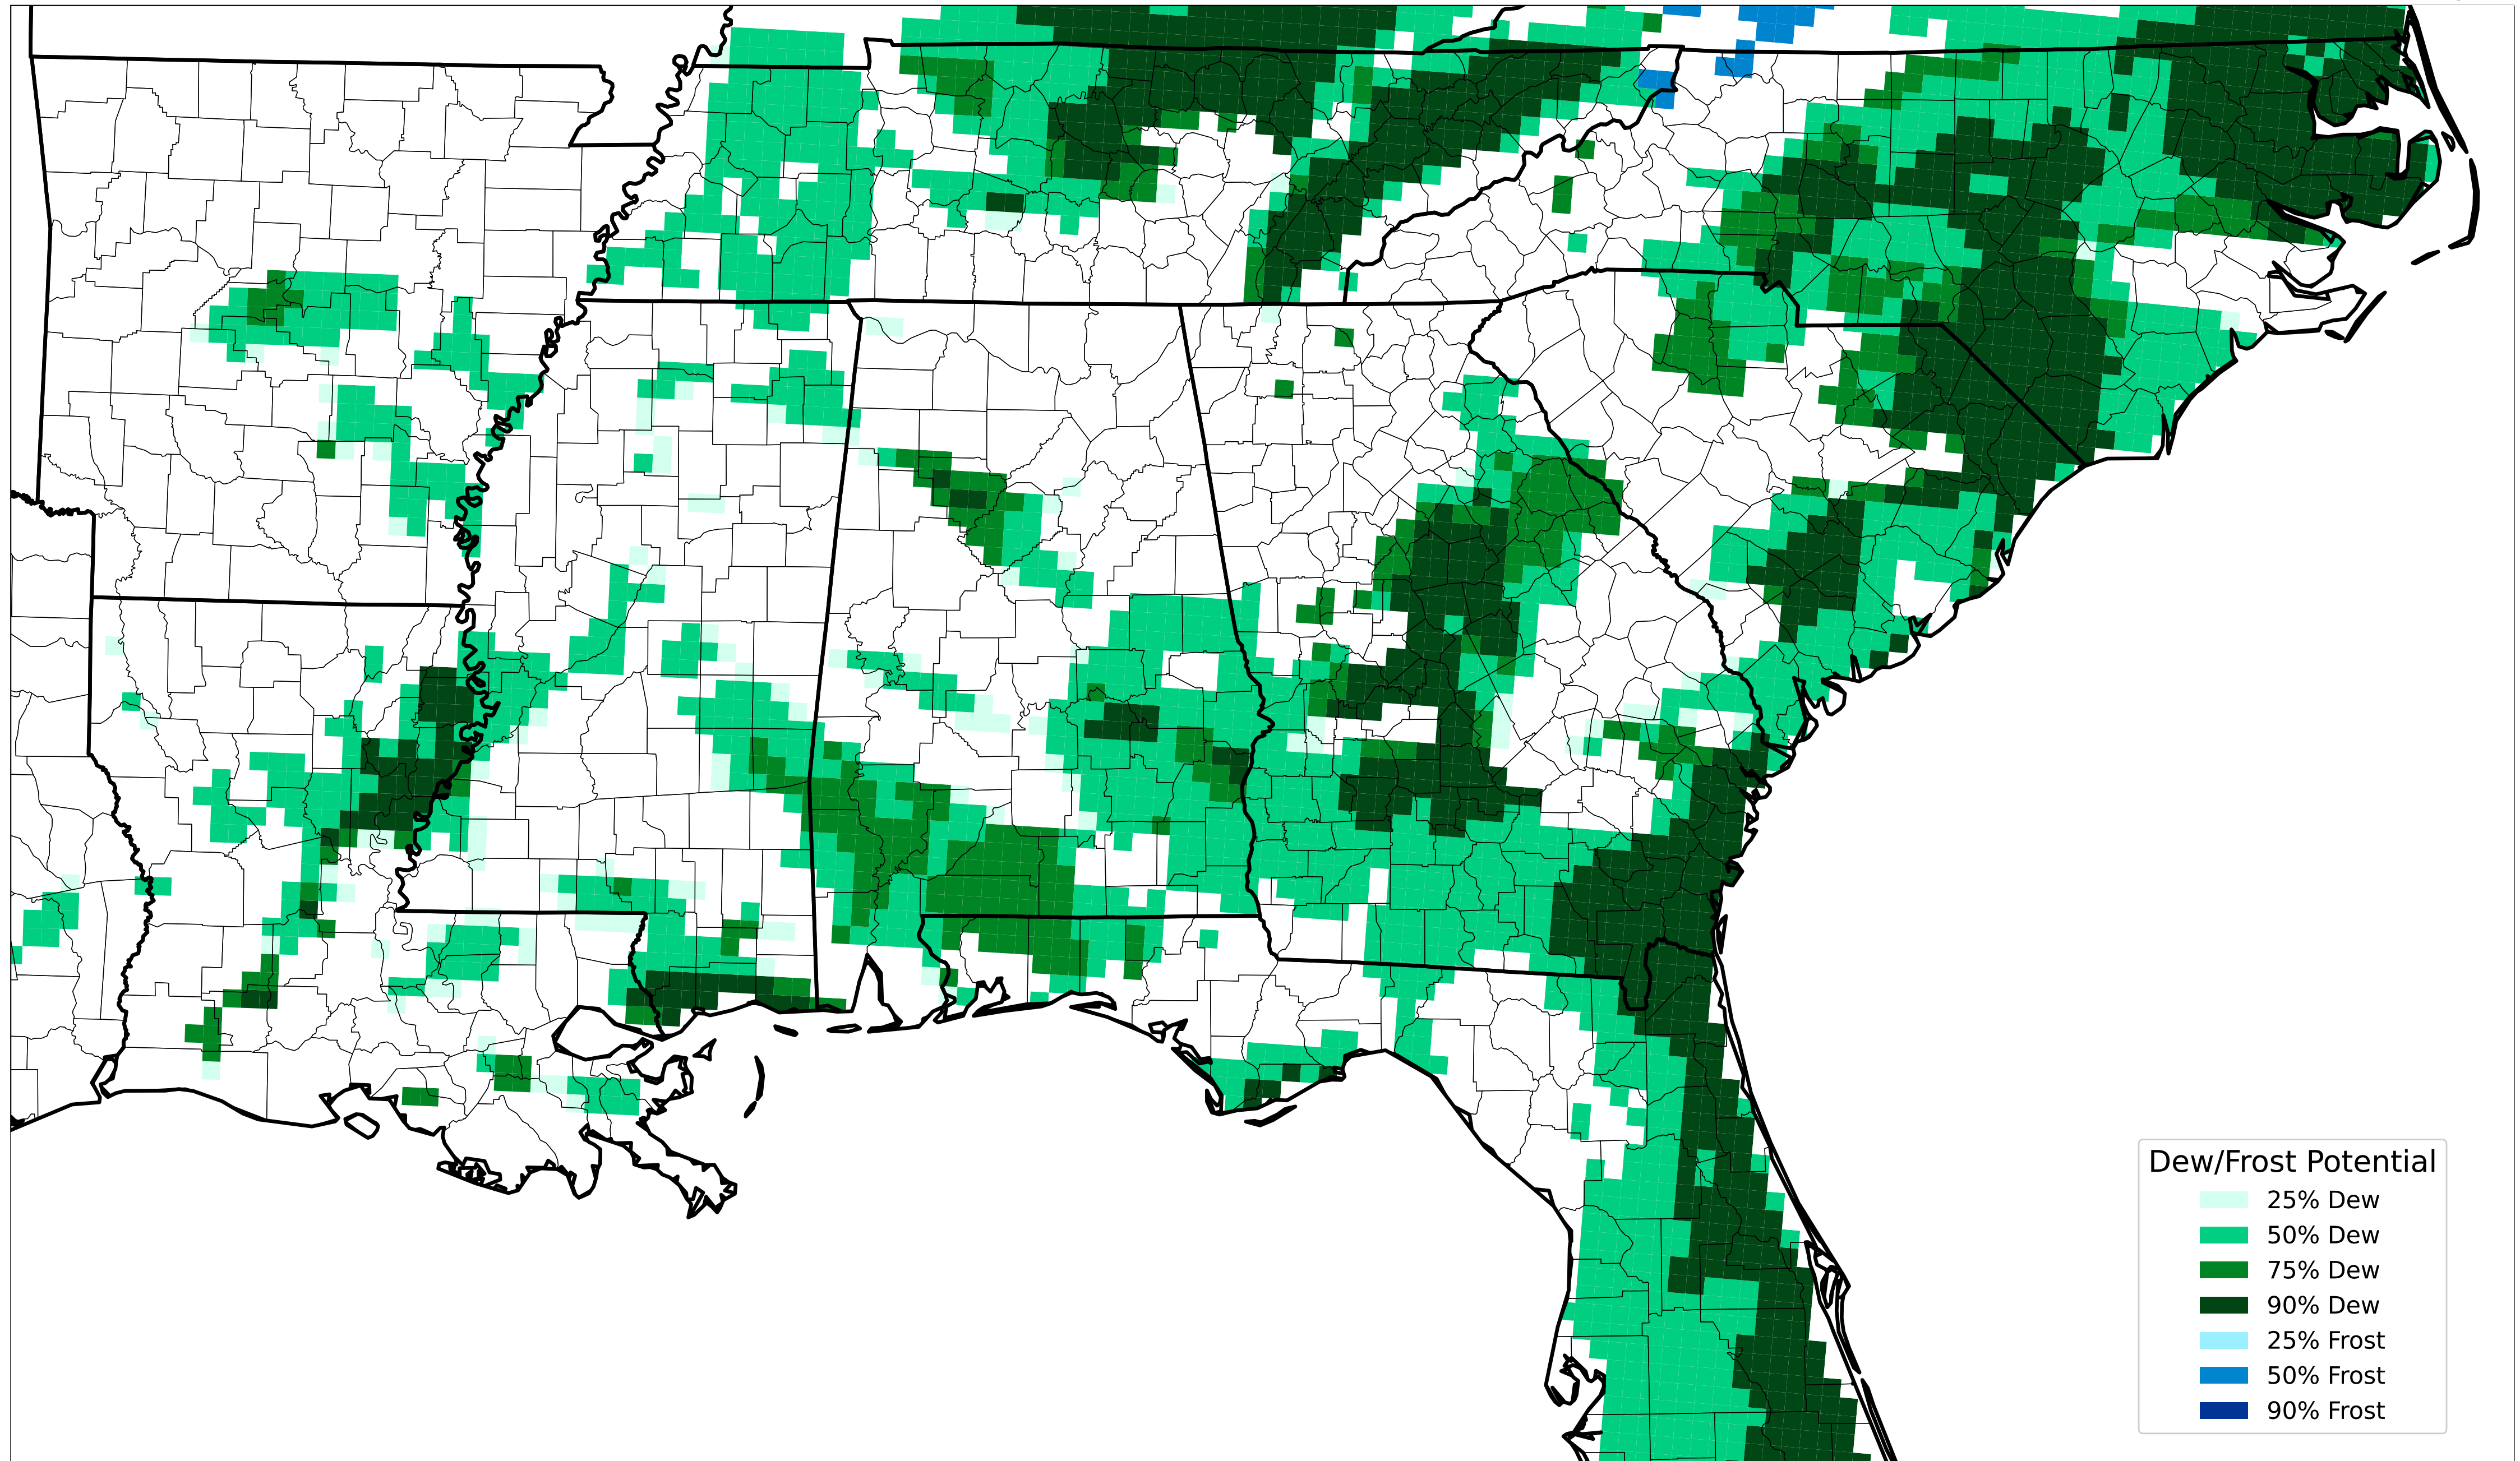 Dew/Frost Potential
25% Dew
50% Dew
75% Dew
90% Dew
25% Frost
50% Frost
90% Frost